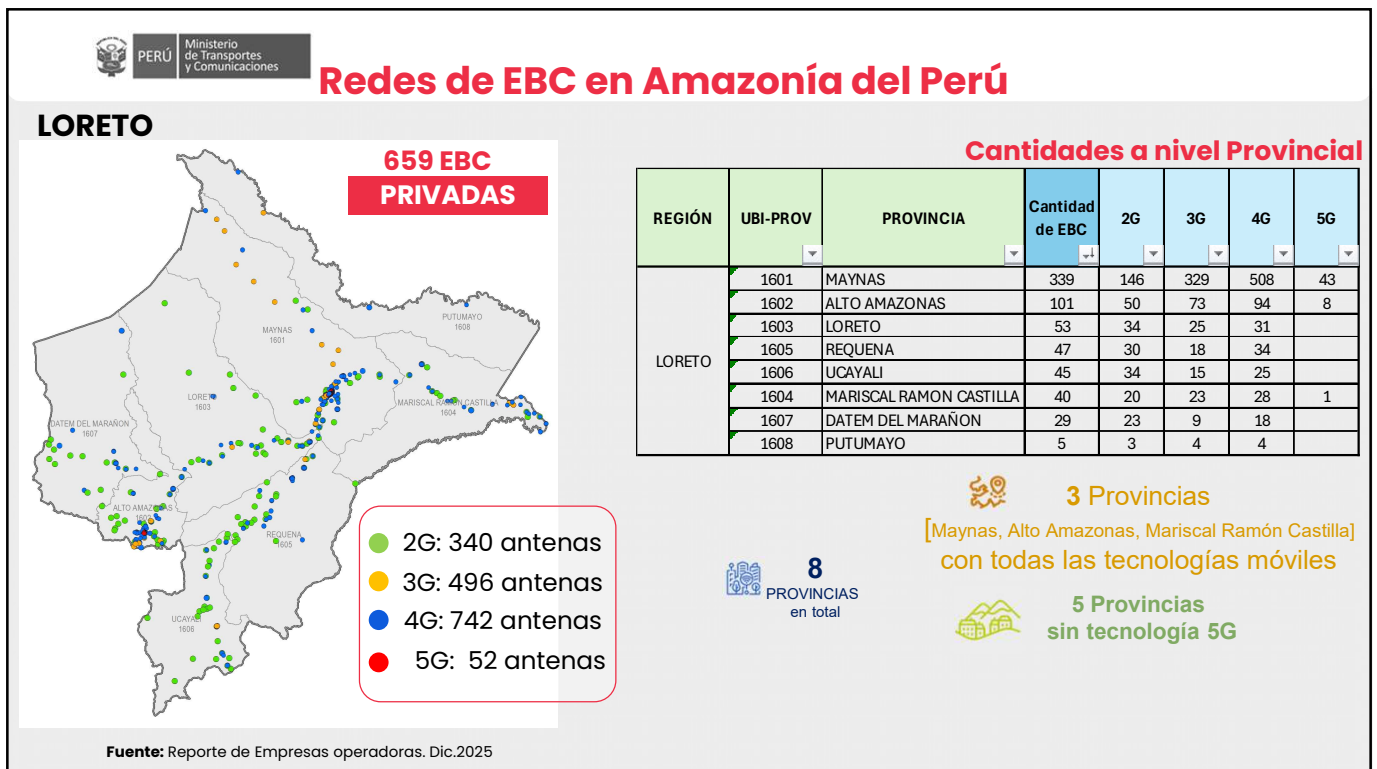 PERÚ
Ministerio
de Transportes
y Comunicaciones
Redes de EBC en Amazonía del Perú
LORETO
659 EBC
PRIVADAS
PUTUMAYO
1608
MAYNAS
1601
LORETO
1603
MARISCAL RAMON CASTILLA
1604
DATEM DEL MARAÑON
1607
ALTO AMAZONAS
1602
REQUENA
1605
UCAYALI
1606
2G: 340 antenas
3G: 496 antenas
4G: 742 antenas
5G: 52 antenas
Fuente: Reporte de Empresas operadoras. Dic.2025
Cantidades a nivel Provincial
REGIÓN UBI-PROV PROVINCIA Cantidad de EBC 2G 3G 4G 5G
LORETO
1601 MAYNAS 339 146 329 508 43
1602 ALTO AMAZONAS 101 50 73 94 8
1603 LORETO 53 34 25 31
1605 REQUENA 47 30 18 34
1606 UCAYALI 45 34 15 25
1604 MARISCAL RAMON CASTILLA 40 20 23 28 1
1607 DATEM DEL MARAÑON 29 23 9 18
1608 PUTUMAYO 5 3 4 4
8
PROVINCIAS
en total
3 Provincias
[Maynas, Alto Amazonas, Mariscal Ramón Castilla]
con todas las tecnologías móviles
5 Provincias
sin tecnología 5G